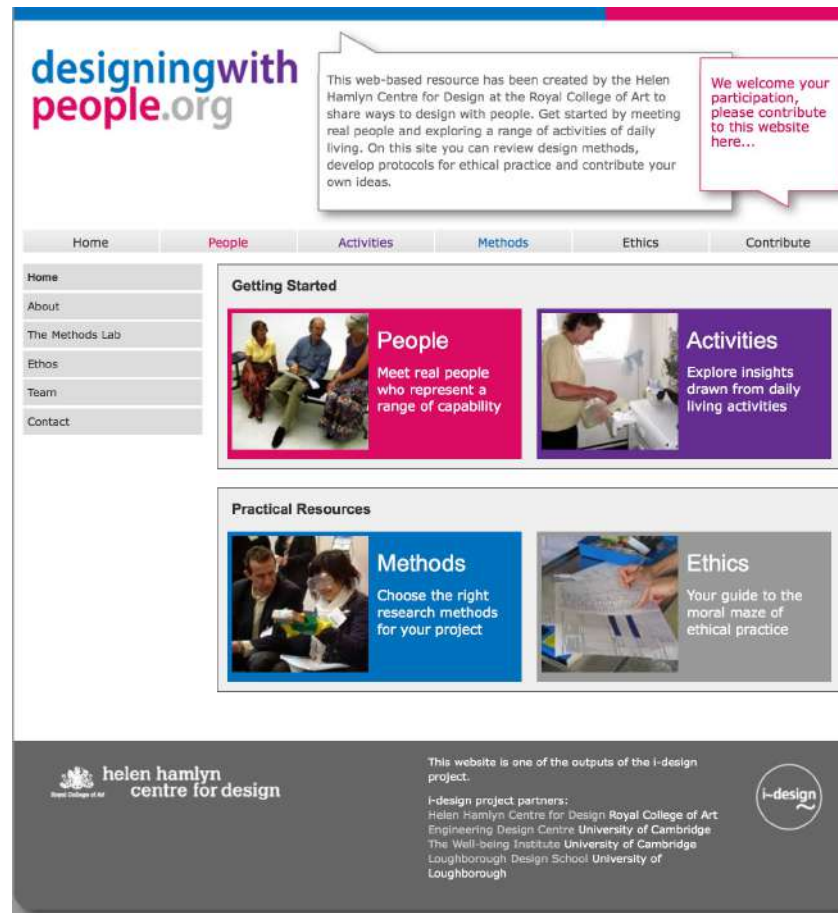 designingwith
people.org
This web-based resource has been created by the Helen
Hamlyn Centre for Design at the Royal College of Art to
share ways to design with people. Get started by meeting
real people and exploring a range of activities of daily
living. On this site you can review design methods,
develop protocols for ethical practice and contribute your
own ideas.
We welcome your
participation,
please contribute
to this website
here...
Home People Activities Methods Ethics Contribute
Home
About
The Methods Lab
Ethos
Team
Contact
Getting Started
People
Meet real people
who represent a
range of capability
Activities
Explore insights
drawn from daily
living activities
Practical Resources
Methods
Choose the right
research methods
for your project
Ethics
Your guide to the
moral maze of
ethical practice
Royal College of Art
helen hamlyn
centre for design
This website is one of the outputs of the i-design
project.
i-design project partners:
Helen Hamlyn Centre for Design Royal College of Art
Engineering Design Centre University of Cambridge
The Well-being Institute University of Cambridge
Loughborough Design School University of
Loughborough
i-design